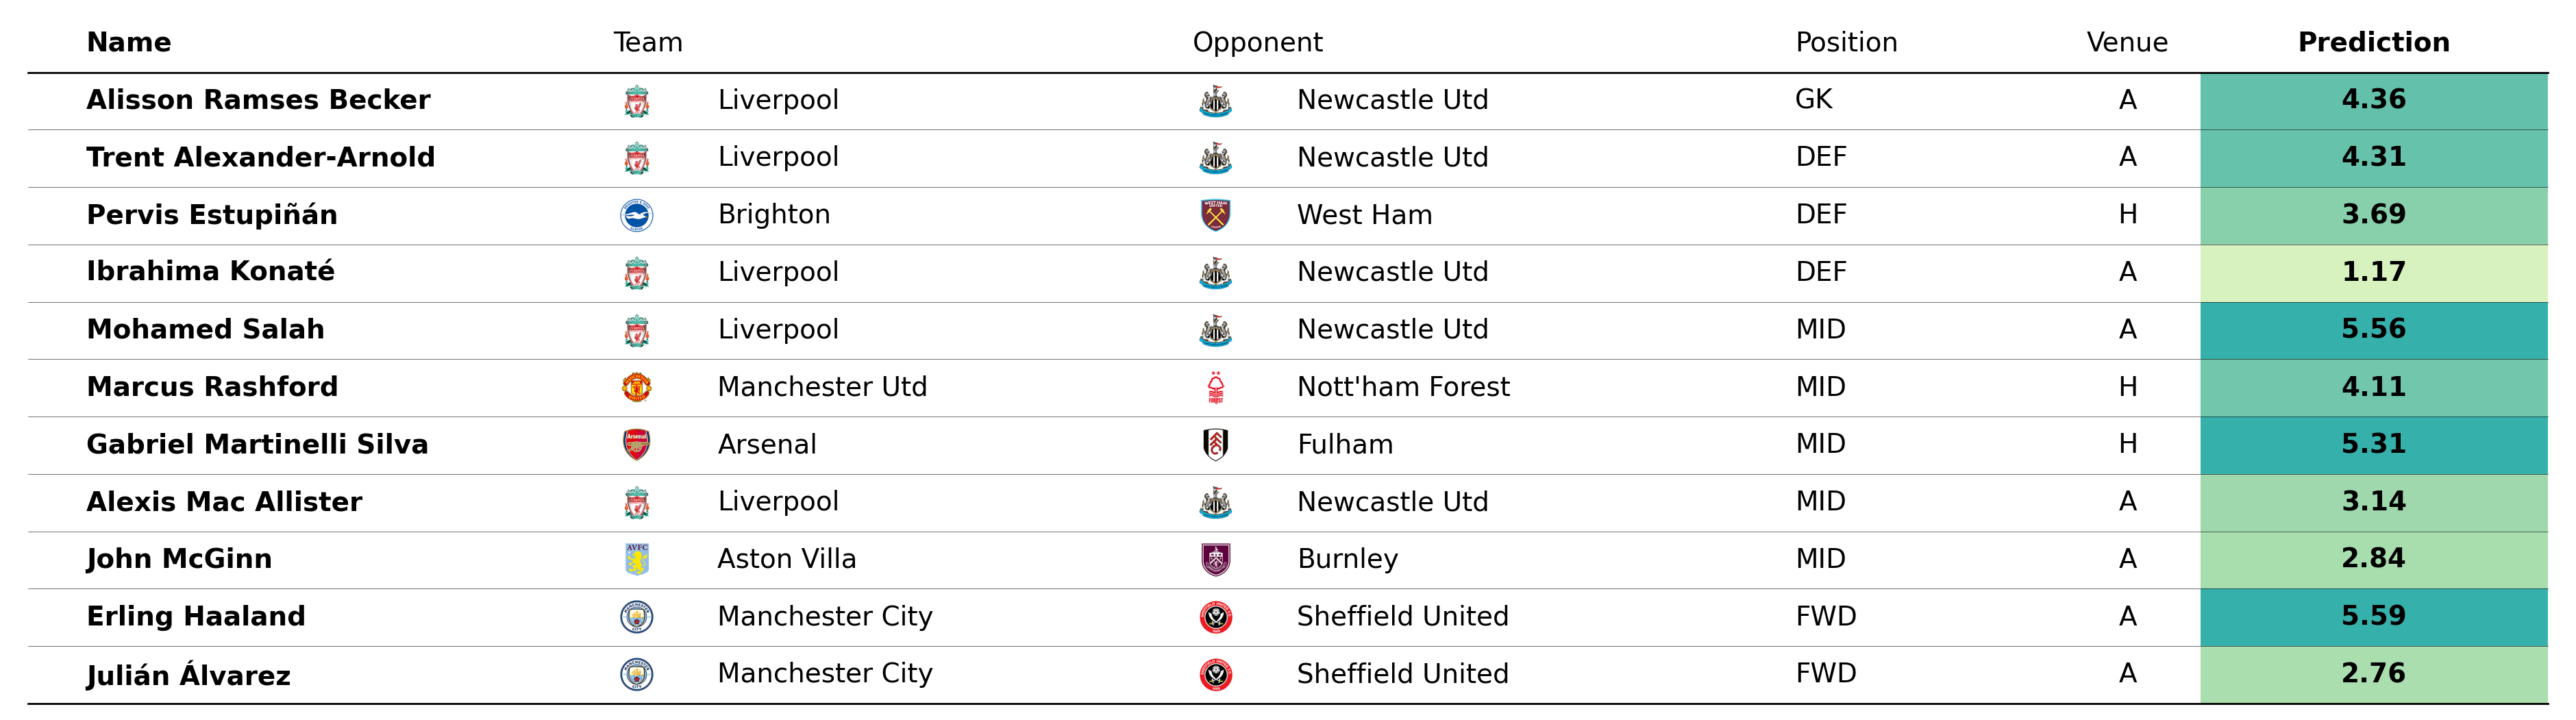 Name Team Opponent Position Venue Prediction
Alisson Ramses Becker Liverpool Newcastle Utd GK A 4.36
Trent Alexander-Arnold Liverpool Newcastle Utd DEF A 4.31
Pervis Estupiñán Brighton West Ham DEF H 3.69
Ibrahima Konaté Liverpool Newcastle Utd DEF A 1.17
Mohamed Salah Liverpool Newcastle Utd MID A 5.56
Marcus Rashford Manchester Utd Nott'ham Forest MID H 4.11
Gabriel Martinelli Silva Arsenal Fulham MID H 5.31
Alexis Mac Allister Liverpool Newcastle Utd MID A 3.14
John McGinn Aston Villa Burnley MID A 2.84
Erling Haaland Manchester City Sheffield United FWD A 5.59
Julián Álvarez Manchester City Sheffield United FWD A 2.76